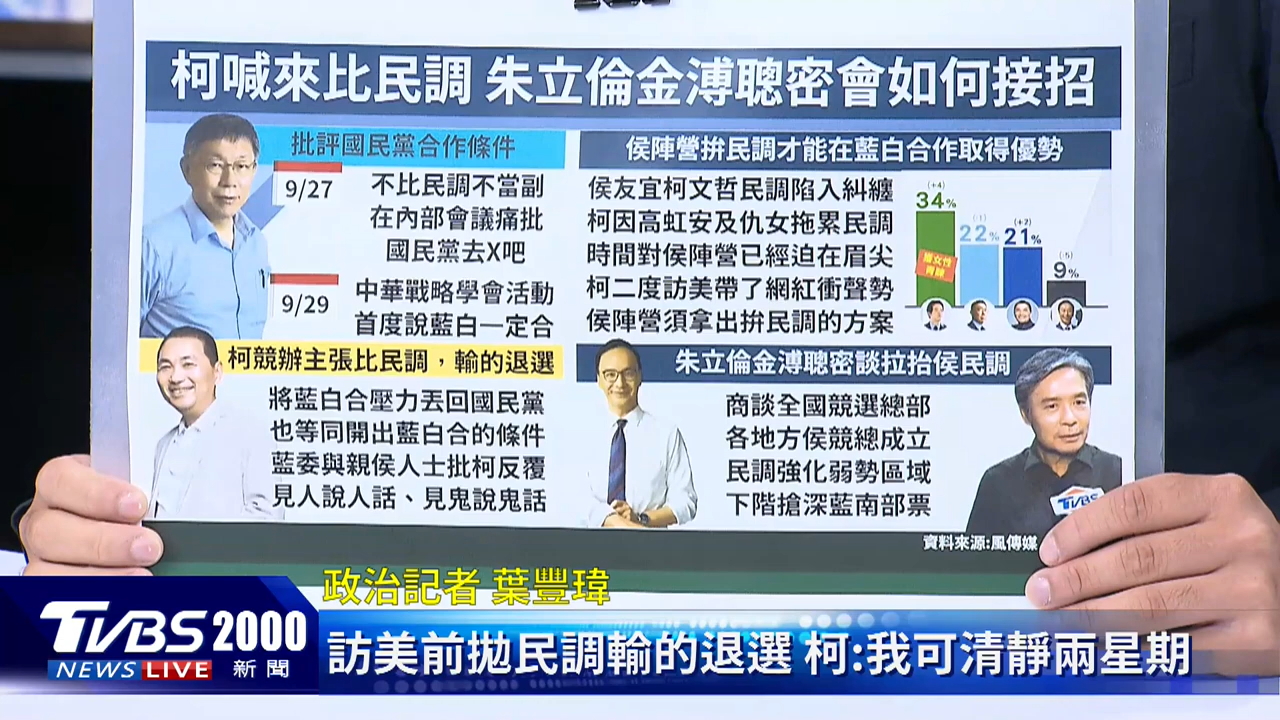 柯喊來比民調 朱立倫金溥聰密會如何接招
批評國民黨合作條件
9/27
不比民調不當副
在內部會議痛批
國民黨去X吧
9/29
中華戰略學會活動
首度說藍白一定合
侯陣營拚民調才能在藍白合作取得優勢
侯友宜柯文哲民調陷入糾纏
柯因高虹安及仇女拖累民調
時間對侯陣營已經迫在眉尖
柯二度訪美帶了網紅衝聲勢
侯陣營須拿出拚民調的方案
(+4)
34%
(-1)
22%
(+2)
21%
(-5)
9%
獲女性
青睞
柯競辦主張比民調，輸的退選
將藍白合壓力丟回國民黨
也等同開出藍白合的條件
藍委與親侯人士批柯反覆
見人說人話、見鬼說鬼話
朱立倫金溥聰密談拉抬侯民調
商談全國競選總部
各地方侯競總成立
民調強化弱勢區域
下階搶深藍南部票
TVBS
資料來源:風傳媒
政治記者 葉豐瑋
TVBS 2000
NEWS LIVE 新聞
訪美前拋民調輸的退選 柯:我可清靜兩星期